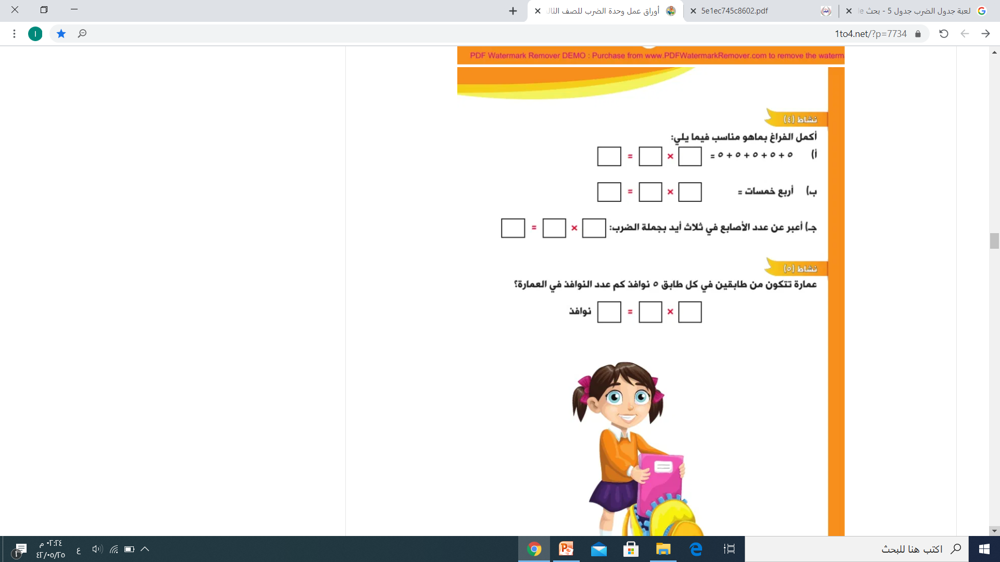 لعبة جدول الضرب جدول 5 - بحث
5e1ec745c8602.pdf
أوراق عمل وحدة الضرب للصف الثال
1to4.net/?p=7734
I
PDF Watermark Remover DEMO : Purchase from www.PDFWatermarkRemover.com to remove the waterm
نشاط (٤)
أكمل الفراغ بماهو مناسب فيما يلي:
أ) ٥ + ٥ + ٥ + ٥ + ٥ = × =
ب) أربع خمسات = × =
جـ) أعبر عن عدد الأصابع في ثلاث أيد بجملة الضرب: × =
نشاط (٥)
عمارة تتكون من طابقين في كل طابق ٥ نوافذ كم عدد النوافذ في العمارة؟
× = نوافذ
اكتب هنا للبحث
ع
٠٢:٢٤ م
٤٢/٠٥/٢٥
١